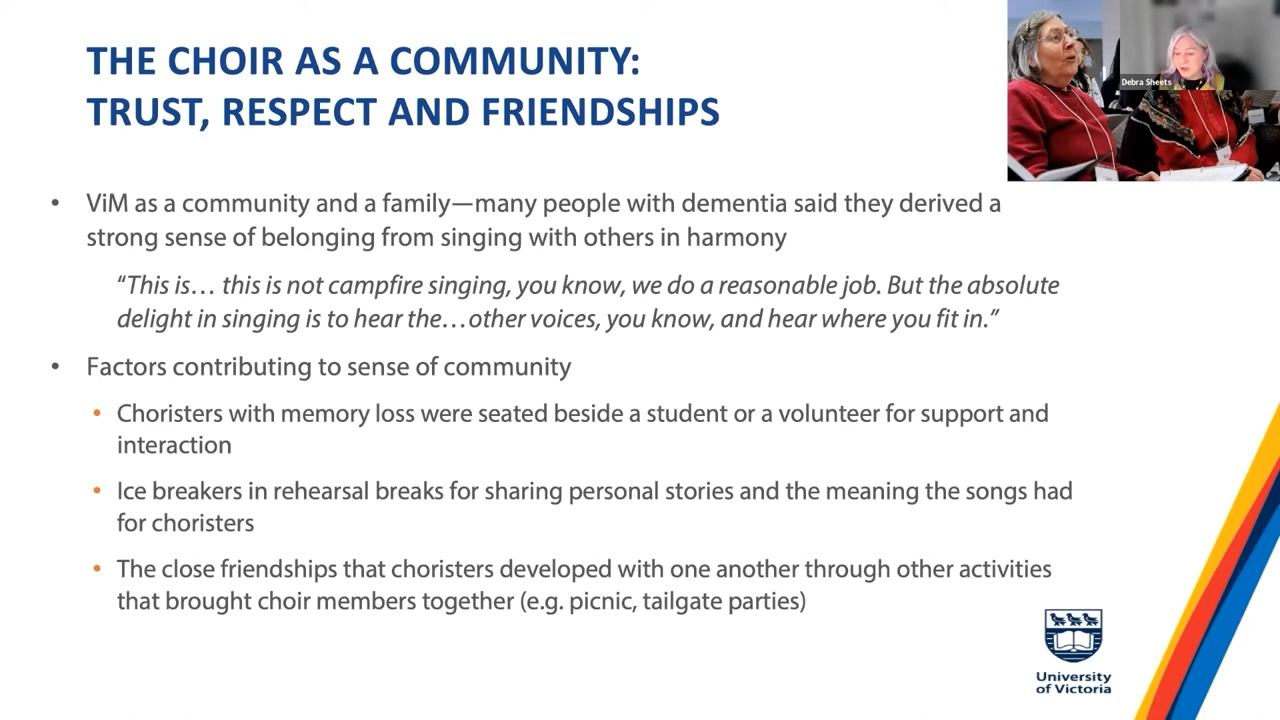 THE CHOIR AS A COMMUNITY:
TRUST, RESPECT AND FRIENDSHIPS
Debra Sheets
• ViM as a community and a family—many people with dementia said they derived a
strong sense of belonging from singing with others in harmony
“This is… this is not campfire singing, you know, we do a reasonable job. But the absolute
delight in singing is to hear the…other voices, you know, and hear where you fit in.”
• Factors contributing to sense of community
• Choristers with memory loss were seated beside a student or a volunteer for support and
interaction
• Ice breakers in rehearsal breaks for sharing personal stories and the meaning the songs had
for choristers
• The close friendships that choristers developed with one another through other activities
that brought choir members together (e.g. picnic, tailgate parties)
University
of Victoria